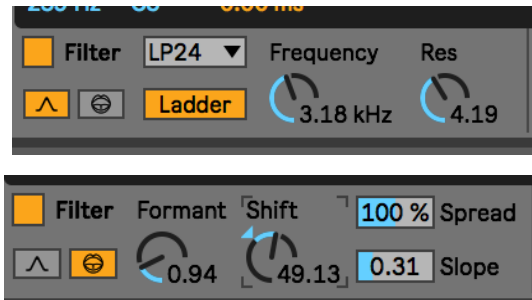 Filter LP24 Frequency Res
Ladder 3.18 kHz 4.19
Filter Formant Shift 100 % Spread
0.94 49.13 0.31 Slope